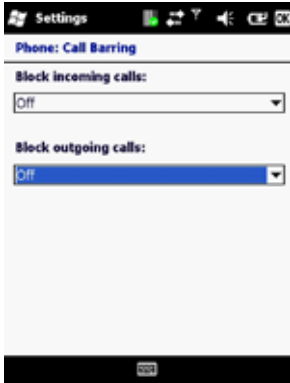 Settings
OK
Phone: Call Barring
Block incoming calls:
Off
Block outgoing calls:
Off